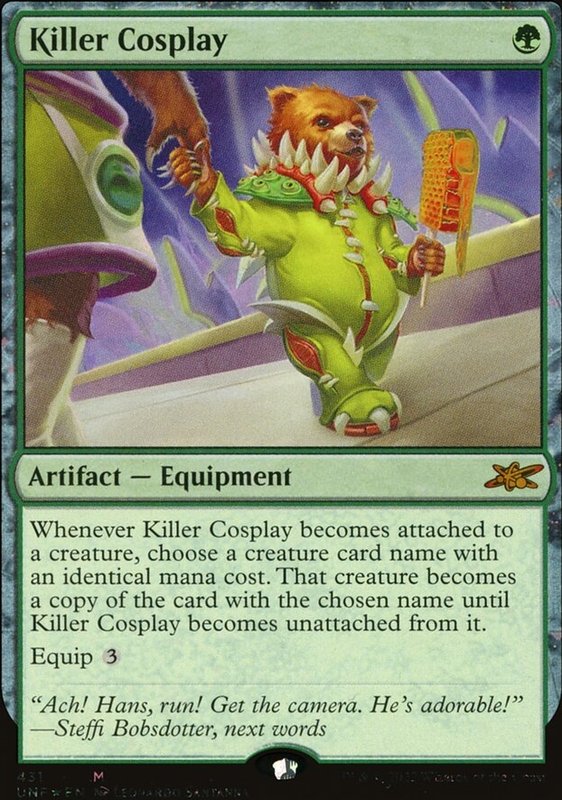 Killer Cosplay
Artifact — Equipment
Whenever Killer Cosplay becomes attached to
a creature, choose a creature card name with
an identical mana cost. That creature becomes
a copy of the card with the chosen name until
Killer Cosplay becomes unattached from it.
Equip 3
“Ach! Hans, run! Get the camera. He’s adorable!”
—Steffi Bobsdotter, next words
431 M
LEONARDO SANTANNA